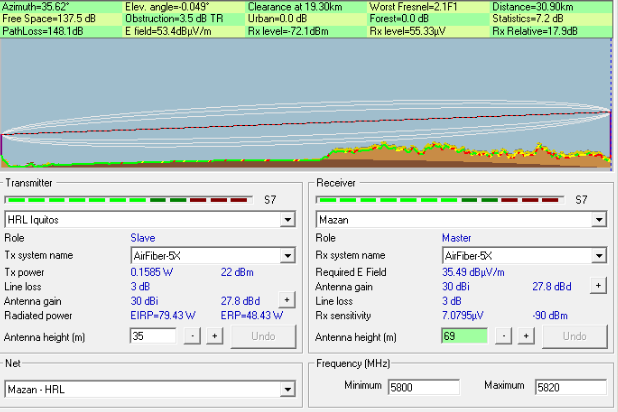 Azimuth=35.62° Elev. angle=-0.049° Clearance at 19.30km Worst Fresnel=2.1F1 Distance=30.90km
Free Space=137.5 dB Obstruction=3.5 dB TR Urban=0.0 dB Forest=0.0 dB Statistics=7.2 dB
PathLoss=148.1dB E field=53.4dBµV/m Rx level=-72.1dBm Rx level=55.33µV Rx Relative=17.9dB
Transmitter
S7
HRL Iquitos
Role Slave
Tx system name AirFiber-5X
Tx power 0.1585 W 22 dBm
Line loss 3 dB
Antenna gain 30 dBi 27.8 dBd +
Radiated power EIRP=79.43 W ERP=48.43 W
Antenna height (m) 35 - + Undo
Receiver
S7
Mazan
Role Master
Rx system name AirFiber-5X
Required E Field 35.49 dBµV/m
Antenna gain 30 dBi 27.8 dBd +
Line loss 3 dB
Rx sensitivity 7.0795µV -90 dBm
Antenna height (m) 69 - + Undo
Net
Mazan - HRL
Frequency (MHz)
Minimum 5800 Maximum 5820